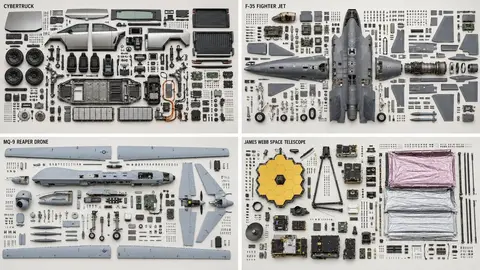 CYBERTRUCK
F-35 FIGHTER JET
MQ-9 REAPER DRONE
JAMES WEBB SPACE TELESCOPE